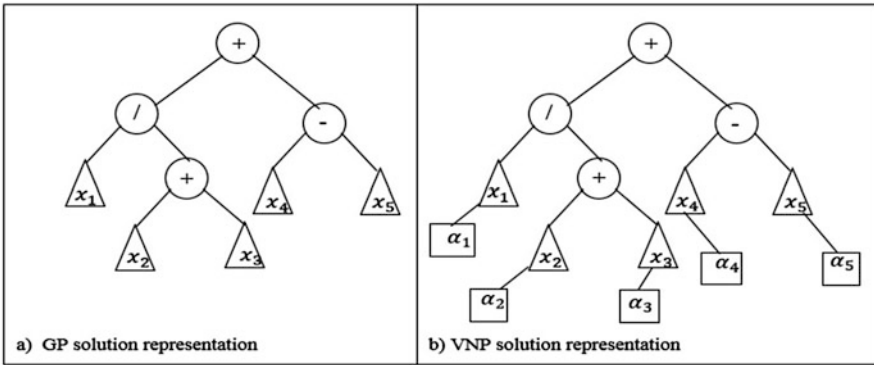 +
/
-
x₁
+
x₄
x₅
x₂
x₃
a) GP solution representation
+
/
-
x₁
+
x₄
x₅
α₁
x₂
x₃
α₄
α₅
α₂
α₃
b) VNP solution representation